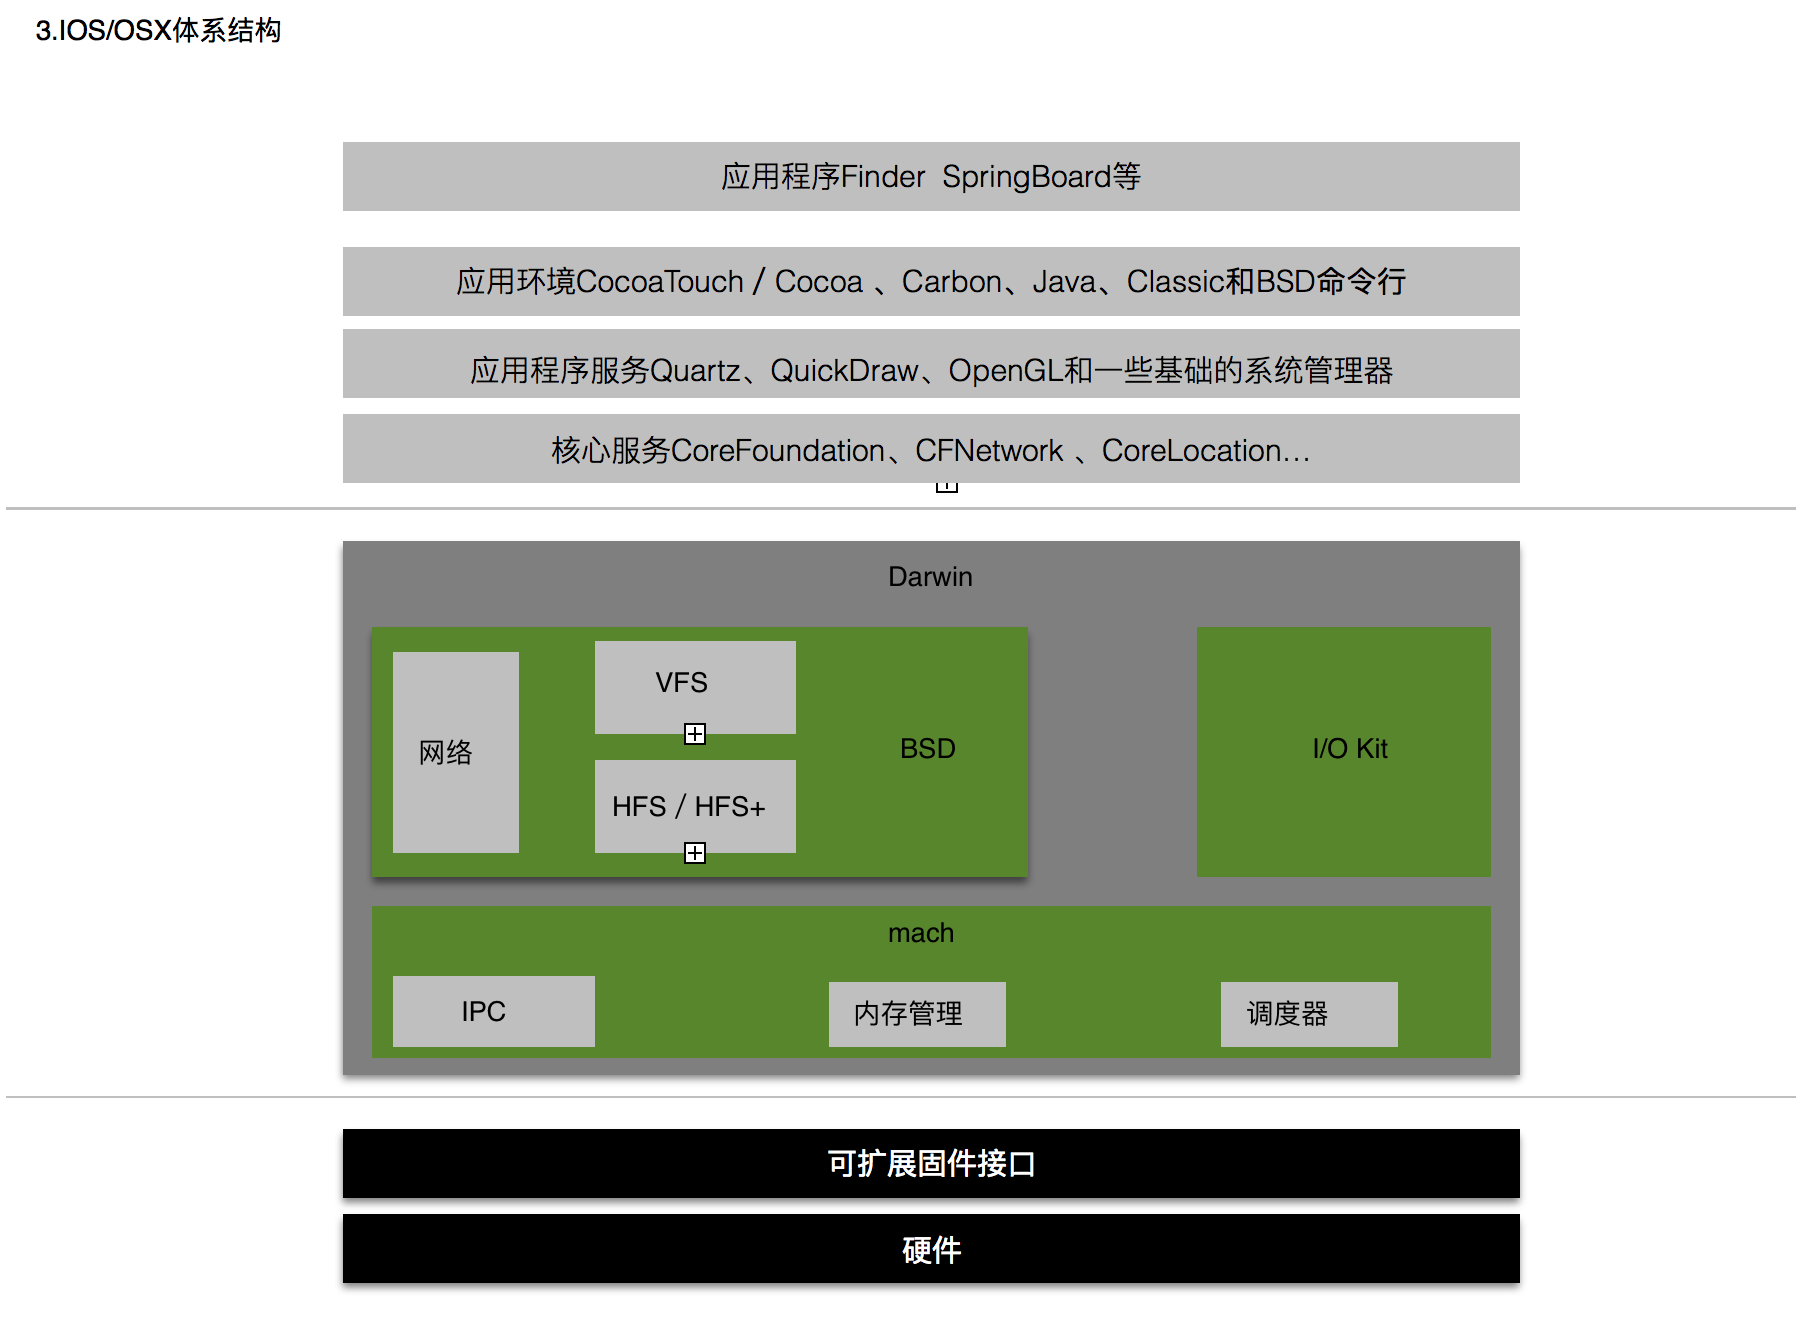 3.IOS/OSX体系结构
应用程序Finder  SpringBoard等
应用环境CocoaTouch / Cocoa 、Carbon、Java、Classic和BSD命令行
应用程序服务Quartz、QuickDraw、OpenGL和一些基础的系统管理器
核心服务CoreFoundation、CFNetwork 、CoreLocation…
Darwin
VFS
网络
BSD
I/O Kit
HFS / HFS+
mach
IPC
内存管理
调度器
可扩展固件接口
硬件